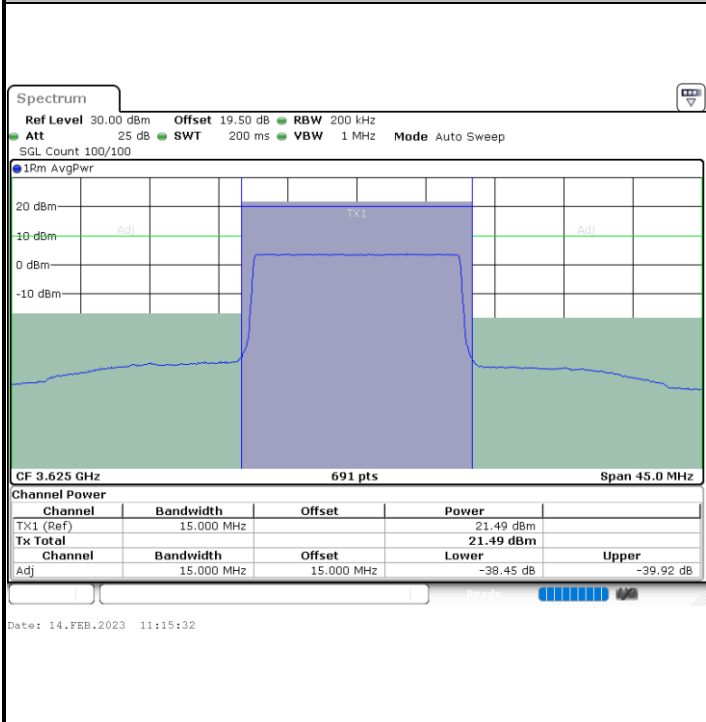 Spectrum
Ref Level 30.00 dBm Offset 19.50 dB RBW 200 kHz
Att 25 dB SWT 200 ms VBW 1 MHz Mode Auto Sweep
SGL Count 100/100
1Rm AvgPwr
20 dBm
TX1
Adj
Adj
10 dBm
0 dBm
-10 dBm
CF 3.625 GHz 691 pts Span 45.0 MHz
Channel Power
Channel Bandwidth Offset Power
TX1 (Ref) 15.000 MHz 21.49 dBm
Tx Total 21.49 dBm
Channel Bandwidth Offset Lower Upper
Adj 15.000 MHz 15.000 MHz -38.45 dB -39.92 dB
Ready
Date: 14.FEB.2023 11:15:32